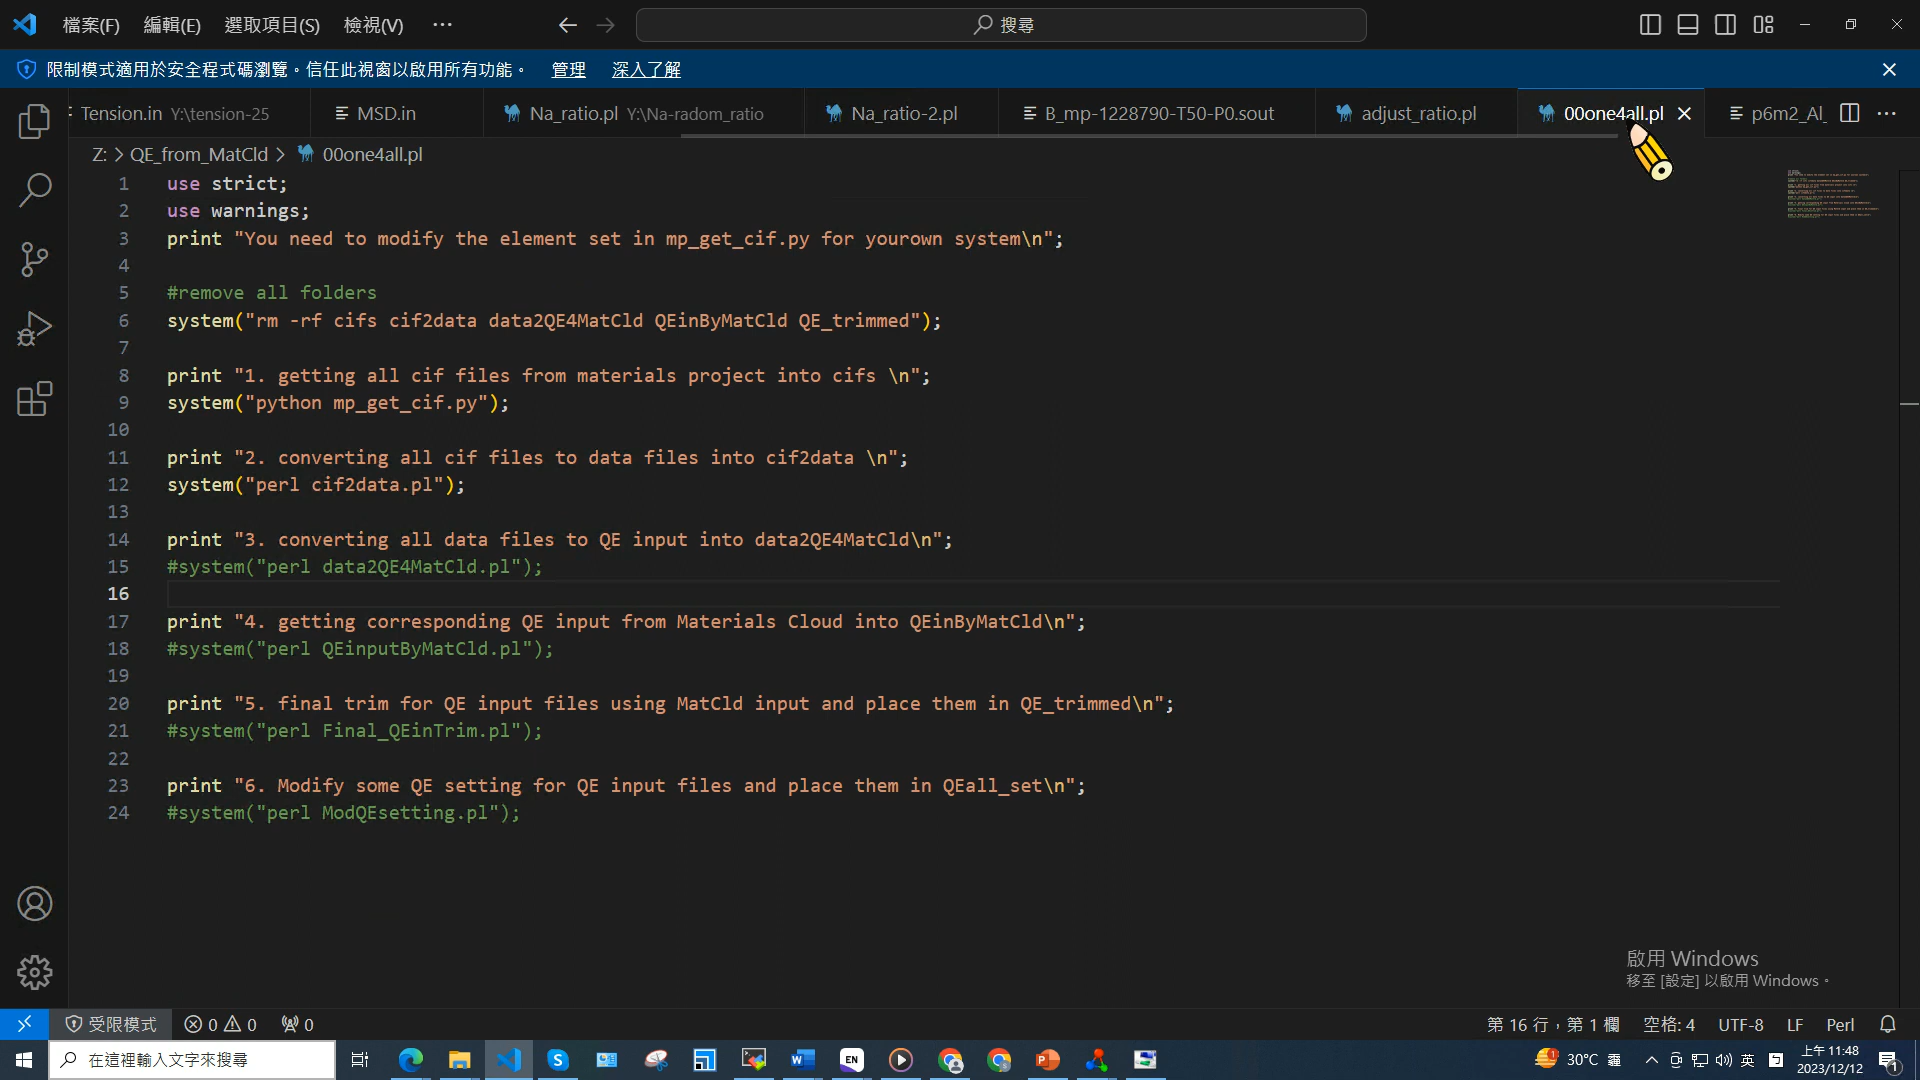 檔案(F) 編輯(E) 選取項目(S) 檢視(V) ··· 搜尋
限制模式適用於安全程式碼瀏覽。信任此視窗以啟用所有功能。 管理 深入了解
Tension.in Y:\tension-25 MSD.in Na_ratio.pl Y:\Na-radom_ratio Na_ratio-2.pl B_mp-1228790-T50-P0.sout adjust_ratio.pl 00one4all.pl p6m2_Al_
Z: > QE_from_MatCld > 00one4all.pl
1 use strict;
2 use warnings;
3 print "You need to modify the element set in mp_get_cif.py for yourown system\n";
4
5 #remove all folders
6 system("rm -rf cifs cif2data data2QE4MatCld QEinByMatCld QE_trimmed");
7
8 print "1. getting all cif files from materials project into cifs \n";
9 system("python mp_get_cif.py");
10
11 print "2. converting all cif files to data files into cif2data \n";
12 system("perl cif2data.pl");
13
14 print "3. converting all data files to QE input into data2QE4MatCld\n";
15 #system("perl data2QE4MatCld.pl");
16
17 print "4. getting corresponding QE input from Materials Cloud into QEinByMatCld\n";
18 #system("perl QEinputByMatCld.pl");
19
20 print "5. final trim for QE input files using MatCld input and place them in QE_trimmed\n";
21 #system("perl Final_QEinTrim.pl");
22
23 print "6. Modify some QE setting for QE input files and place them in QEall_set\n";
24 #system("perl ModQEsetting.pl");
啟用 Windows
移至 [設定] 以啟用 Windows。
受限模式 0 0 0 第 16 行，第 1 欄 空格: 4 UTF-8 LF Perl
在這裡輸入文字來搜尋 EN 30°C 霾 英 上午 11:48
2023/12/12 1